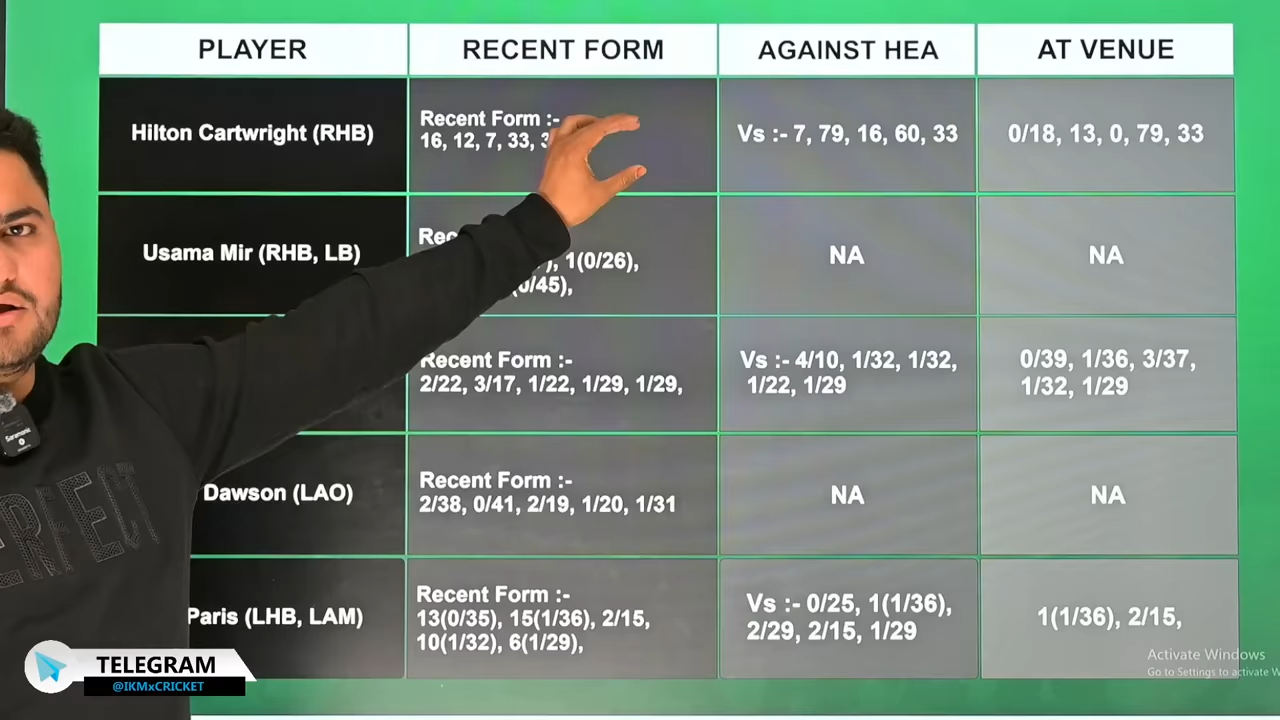 PLAYER RECENT FORM AGAINST HEA AT VENUE
Hilton Cartwright (RHB)
Recent Form :-
16, 12, 7, 33,
Vs :- 7, 79, 16, 60, 33
0/18, 13, 0, 79, 33
Usama Mir (RHB, LB)
1(0/26),
NA
NA
Recent Form :-
2/22, 3/17, 1/22, 1/29, 1/29,
Vs :- 4/10, 1/32, 1/32,
1/22, 1/29
0/39, 1/36, 3/37,
1/32, 1/29
Dawson (LAO)
Recent Form :-
2/38, 0/41, 2/19, 1/20, 1/31
NA
NA
Paris (LHB, LAM)
Recent Form :-
13(0/35), 15(1/36), 2/15,
10(1/32), 6(1/29),
Vs :- 0/25, 1(1/36),
2/29, 2/15, 1/29
1(1/36), 2/15,
Activate Windows
TELEGRAM
@IKMxCRICKET